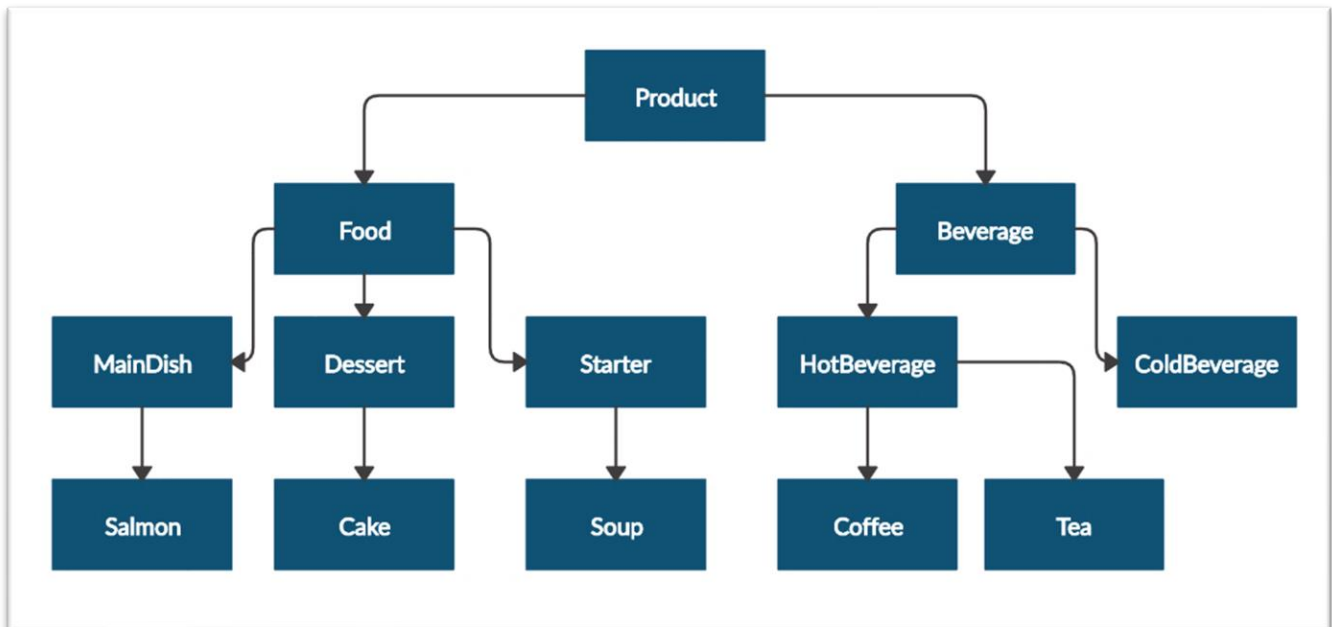 Product
Food
Beverage
MainDish
Dessert
Starter
HotBeverage
ColdBeverage
Salmon
Cake
Soup
Coffee
Tea